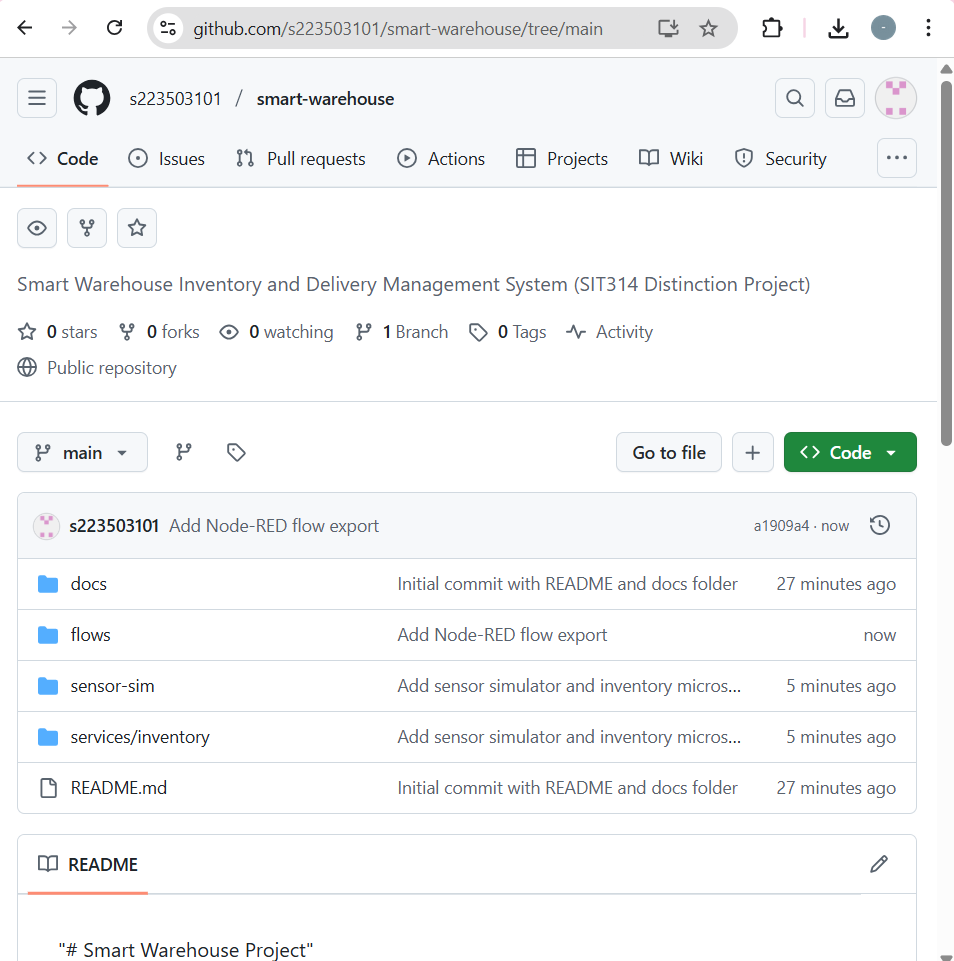 github.com/s223503101/smart-warehouse/tree/main
s223503101 / smart-warehouse
Code Issues Pull requests Actions Projects Wiki Security
Smart Warehouse Inventory and Delivery Management System (SIT314 Distinction Project)
0 stars 0 forks 0 watching 1 Branch 0 Tags Activity
Public repository
main Go to file Code
s223503101 Add Node-RED flow export a1909a4 · now
docs Initial commit with README and docs folder 27 minutes ago
flows Add Node-RED flow export now
sensor-sim Add sensor simulator and inventory micros... 5 minutes ago
services/inventory Add sensor simulator and inventory micros... 5 minutes ago
README.md Initial commit with README and docs folder 27 minutes ago
README
"# Smart Warehouse Project"